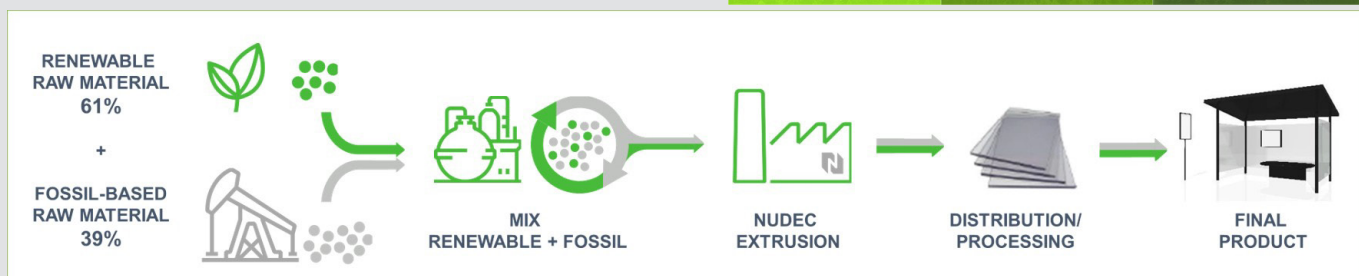 RENEWABLE
RAW MATERIAL
61%
+
FOSSIL-BASED
RAW MATERIAL
39%
MIX
RENEWABLE + FOSSIL
NUDEC
EXTRUSION
N
DISTRIBUTION/
PROCESSING
FINAL
PRODUCT